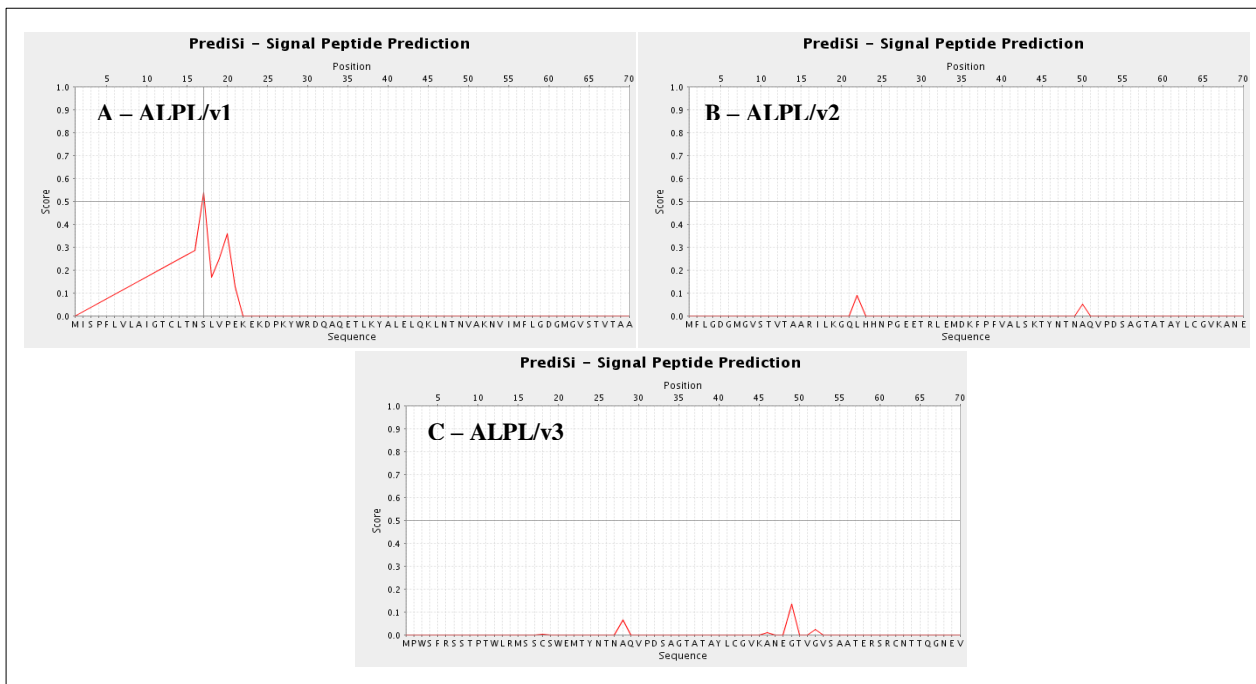 PrediSi - Signal Peptide Prediction
Position
5 10 15 20 25 30 35 40 45 50 55 60 65 70
A – ALPL/v1
1.0
0.9
0.8
0.7
0.6
0.5
0.4
0.3
0.2
0.1
0.0
Score
M I S P F L V L A I G T C L T N S L V P E K E K D P K Y W R D Q A Q E T L K Y A L E L Q K L N T N V A K N V I M F L G D G M G V S T V T A A
Sequence
PrediSi - Signal Peptide Prediction
Position
5 10 15 20 25 30 35 40 45 50 55 60 65 70
B – ALPL/v2
1.0
0.9
0.8
0.7
0.6
0.5
0.4
0.3
0.2
0.1
0.0
Score
M F L G D G M G V S T V T A A R I L K G Q L H H N P G E E T R L E M D K F P F V A L S K T Y N T N A Q V P D S A G T A T A Y L C G V K A N E
Sequence
PrediSi - Signal Peptide Prediction
Position
5 10 15 20 25 30 35 40 45 50 55 60 65 70
C – ALPL/v3
1.0
0.9
0.8
0.7
0.6
0.5
0.4
0.3
0.2
0.1
0.0
Score
M P W S F R S S T P T W L R M S S C S W E M T Y N T N A Q V P D S A G T A T A Y L C G V K A N E G T V G V S A A T E R S R C N T T Q G N E V
Sequence